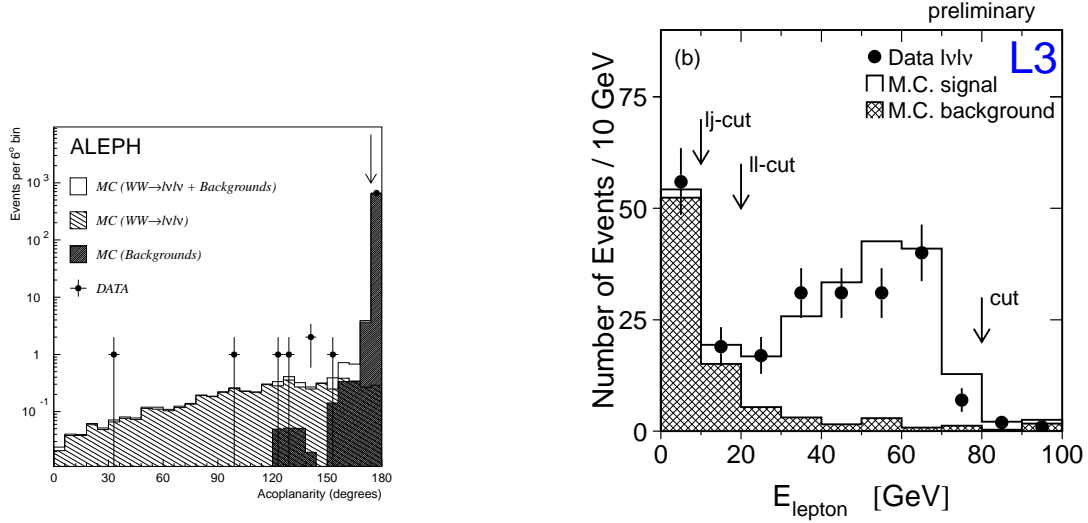 ALEPH
MC (WW→lνlν + Backgrounds)
MC (WW→lνlν)
MC (Backgrounds)
DATA
Events per 6° bin
10³
10²
10
1
10⁻¹
0 30 60 90 120 150 180
Acoplanarity (degrees)
preliminary
(b)
L3
Data lνlν
M.C. signal
M.C. background
lj-cut
ll-cut
cut
Number of Events / 10 GeV
75
50
25
0
0 20 40 60 80 100
E_lepton [GeV]